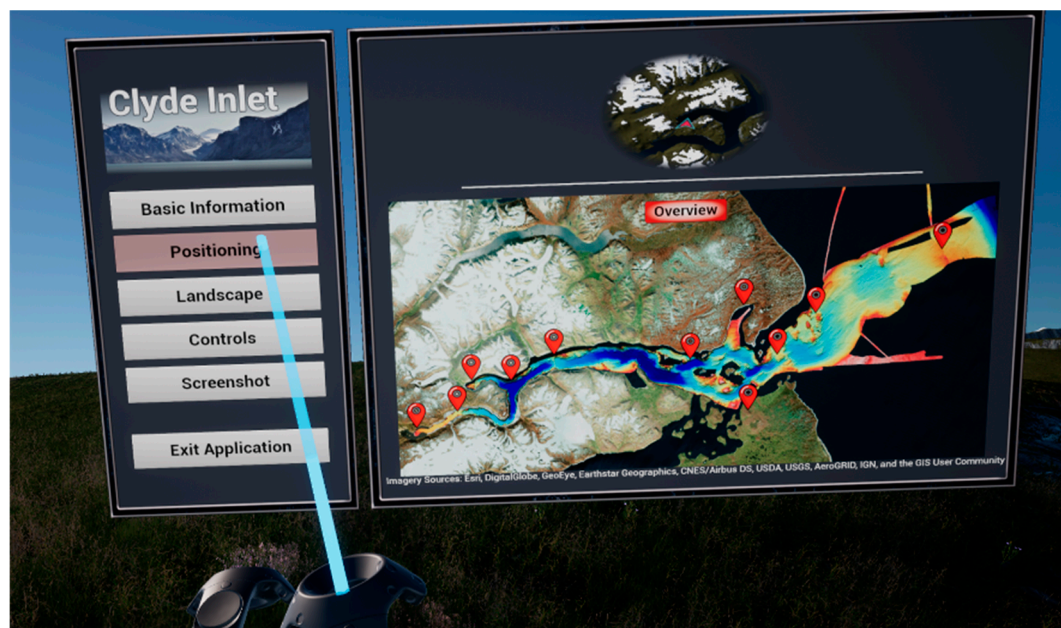 Clyde Inlet
Basic Information
Positioning
Landscape
Controls
Screenshot
Exit Application
Overview
Imagery Sources: Esri, DigitalGlobe, GeoEye, Earthstar Geographics, CNES/Airbus DS, USDA, USGS, AeroGRID, IGN, and the GIS User Community